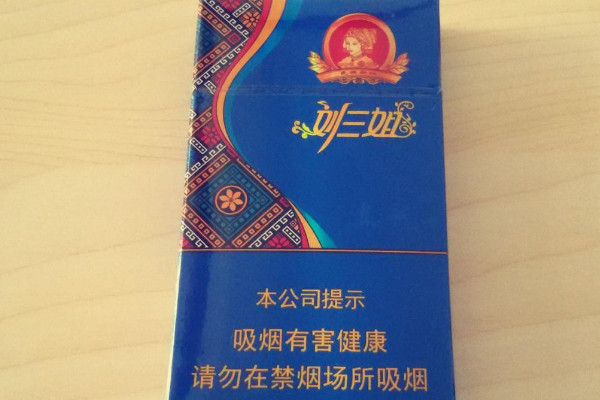 刘三姐
本公司提示
吸烟有害健康
请勿在禁烟场所吸烟